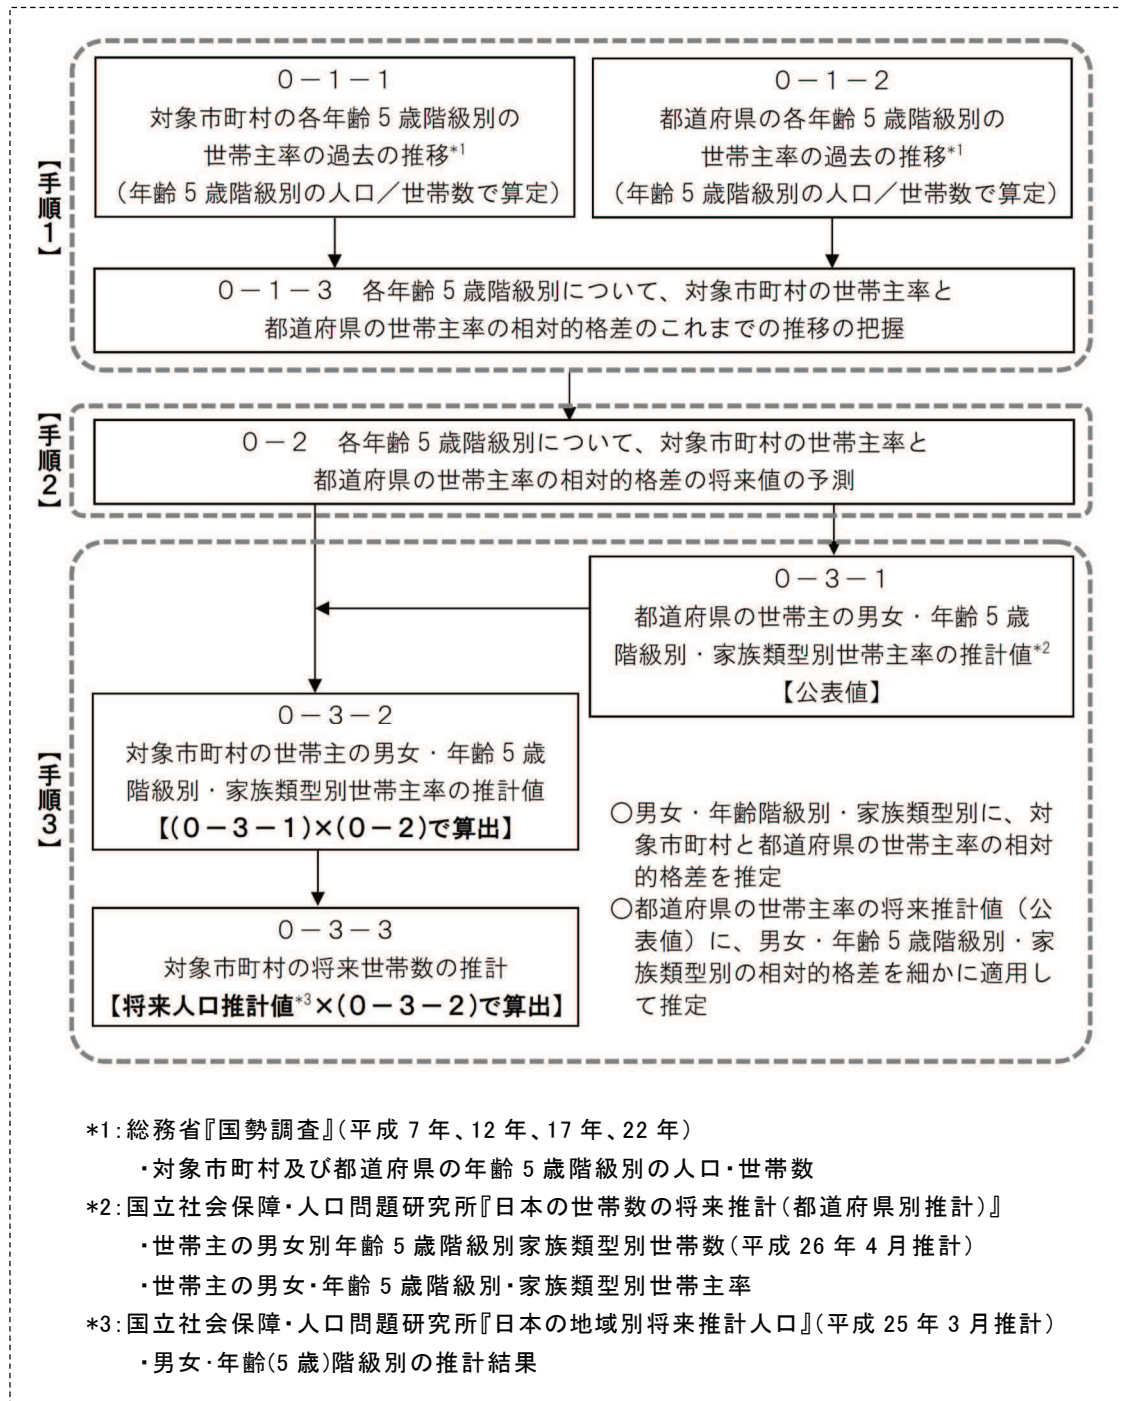 【手順1】
0－1－1
対象市町村の各年齢5歳階級別の
世帯主率の過去の推移*1
（年齢5歳階級別の人口／世帯数で算定）
0－1－2
都道府県の各年齢5歳階級別の
世帯主率の過去の推移*1
（年齢5歳階級別の人口／世帯数で算定）
0－1－3　各年齢5歳階級別について、対象市町村の世帯主率と
都道府県の世帯主率の相対的格差のこれまでの推移の把握
【手順2】
0－2　各年齢5歳階級別について、対象市町村の世帯主率と
都道府県の世帯主率の相対的格差の将来値の予測
【手順3】
0－3－1
都道府県の世帯主の男女・年齢5歳
階級別・家族類型別世帯主率の推計値*2
【公表値】
0－3－2
対象市町村の世帯主の男女・年齢5歳
階級別・家族類型別世帯主率の推計値
【(0－3－1)×(0－2)で算出】
0－3－3
対象市町村の将来世帯数の推計
【将来人口推計値*3×(0－3－2)で算出】
○男女・年齢階級別・家族類型別に、対
象市町村と都道府県の世帯主率の相対
的格差を推定
○都道府県の世帯主率の将来推計値（公
表値）に、男女・年齢5歳階級別・家
族類型別の相対的格差を細かに適用し
て推定
*1：総務省『国勢調査』（平成7年、12年、17年、22年）
・対象市町村及び都道府県の年齢5歳階級別の人口・世帯数
*2：国立社会保障・人口問題研究所『日本の世帯数の将来推計（都道府県別推計）』
・世帯主の男女別年齢5歳階級別家族類型別世帯数（平成26年4月推計）
・世帯主の男女・年齢5歳階級別・家族類型別世帯主率
*3：国立社会保障・人口問題研究所『日本の地域別将来推計人口』（平成25年3月推計）
・男女・年齢(5歳)階級別の推計結果